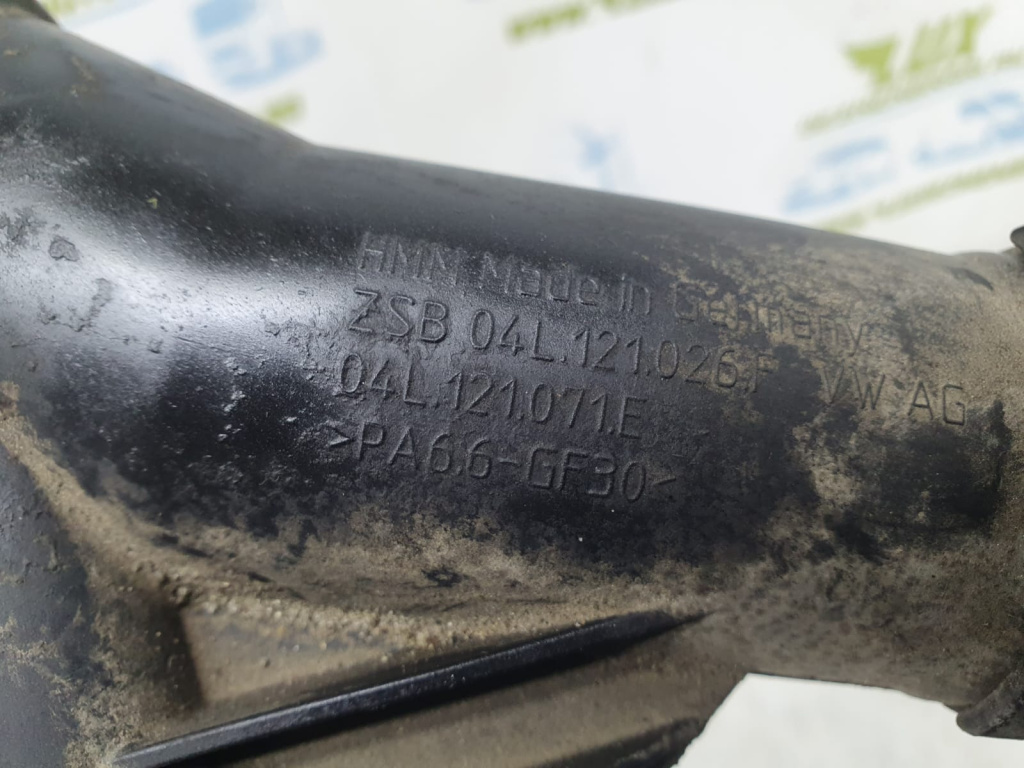 HMM Made in Germany
ZSB 04L.121.026.F VW AG
04L.121.071.E
>PA6.6-GF30<